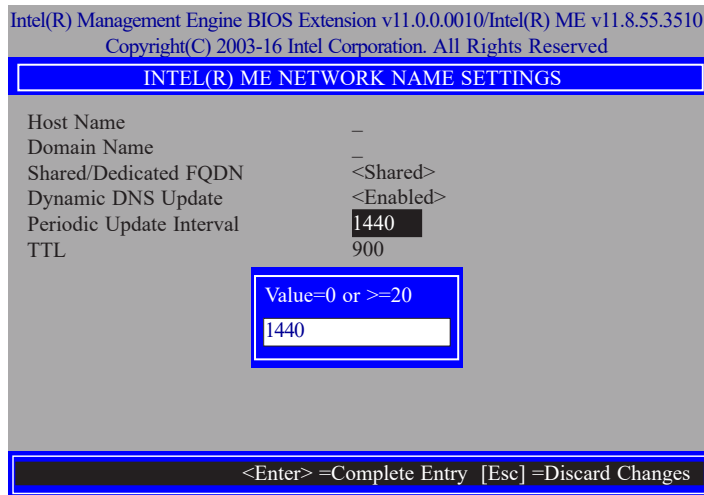 Intel(R) Management Engine BIOS Extension v11.0.0.0010/Intel(R) ME v11.8.55.3510
Copyright(C) 2003-16 Intel Corporation. All Rights Reserved
INTEL(R) ME NETWORK NAME SETTINGS
Host Name _
Domain Name _
Shared/Dedicated FQDN <Shared>
Dynamic DNS Update <Enabled>
Periodic Update Interval 1440
TTL 900
Value=0 or >=20
1440
<Enter> =Complete Entry [Esc] =Discard Changes